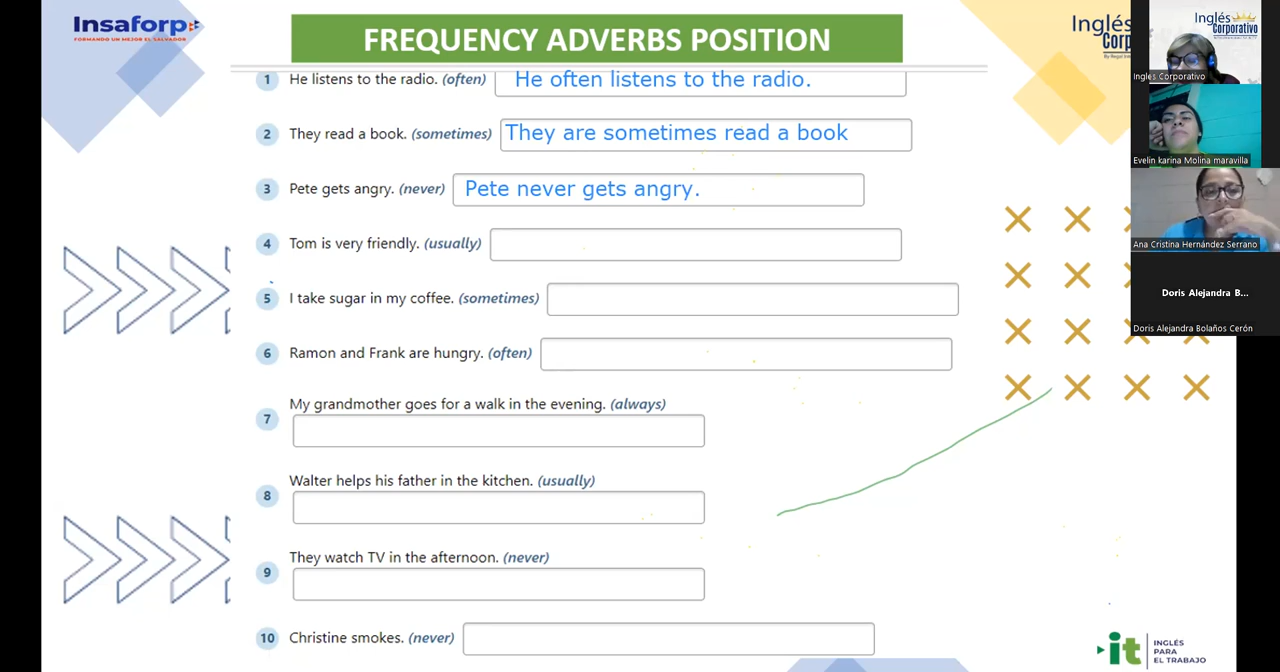 Insaforp
FORMANDO UN MEJOR EL SALVADOR
FREQUENCY ADVERBS POSITION
Inglés
Corp
Inglés
Corporativo
Ingles Corporativo
1 He listens to the radio. (often) He often listens to the radio.
2 They read a book. (sometimes) They are sometimes read a book
Evelin karina Molina maravilla
3 Pete gets angry. (never) Pete never gets angry.
4 Tom is very friendly. (usually)
Ana Cristina Hernández Serrano
5 I take sugar in my coffee. (sometimes)
Doris Alejandra B...
Doris Alejandra Bolaños Cerón
6 Ramon and Frank are hungry. (often)
7 My grandmother goes for a walk in the evening. (always)
8 Walter helps his father in the kitchen. (usually)
9 They watch TV in the afternoon. (never)
10 Christine smokes. (never)
it
INGLÉS
PARA
EL TRABAJO